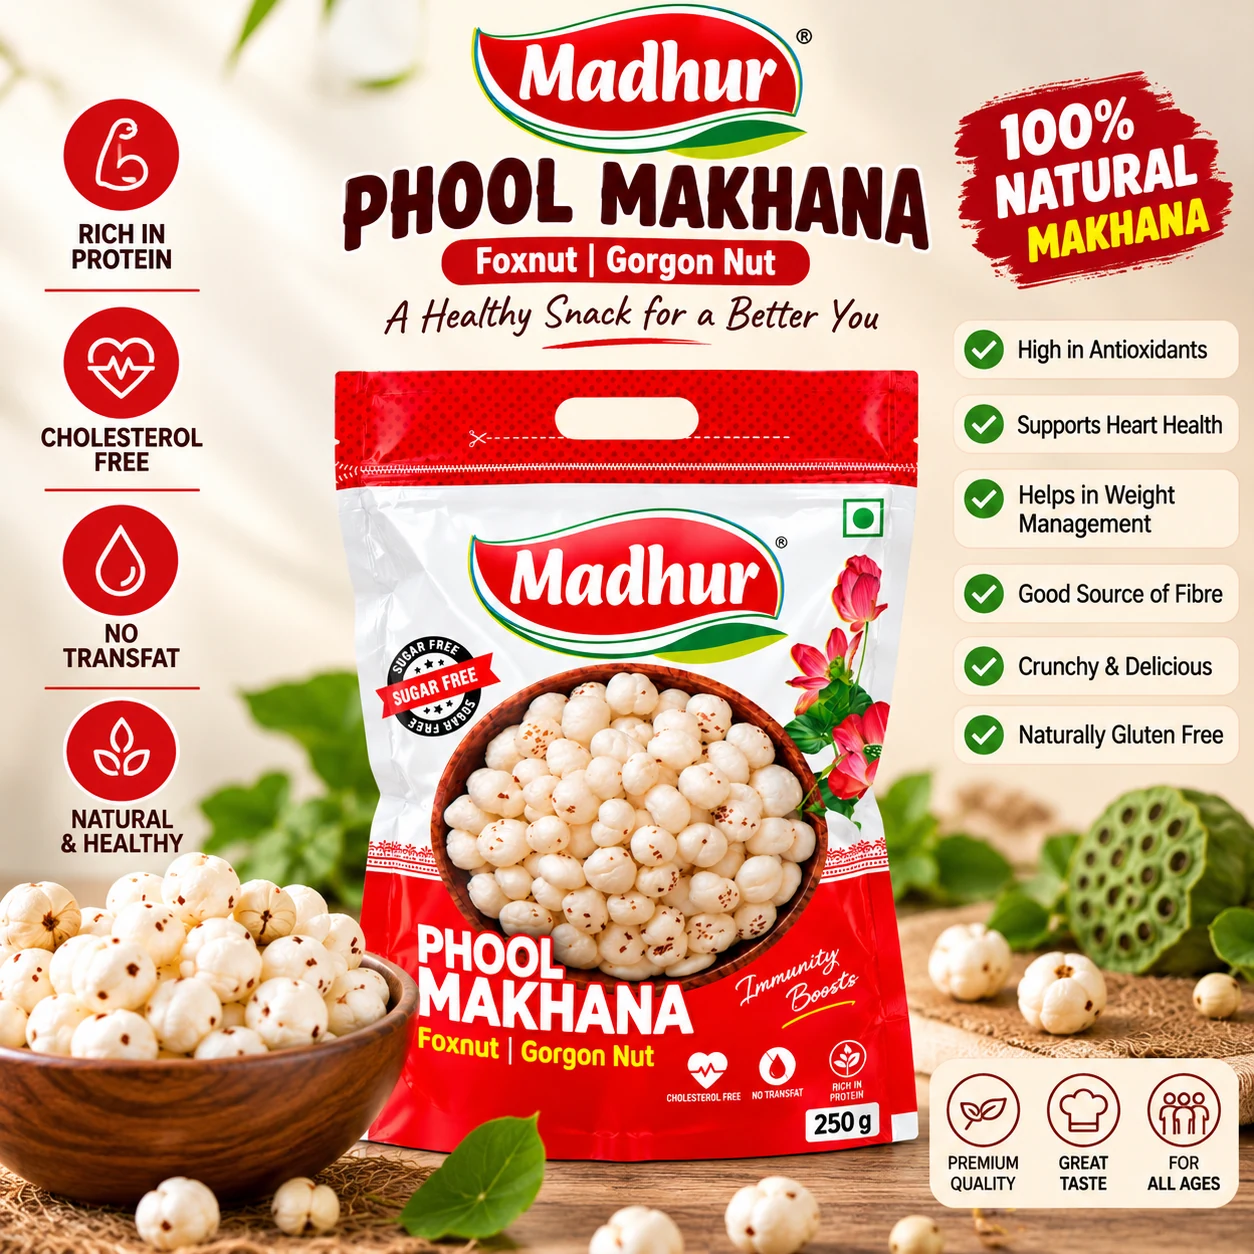 Madhur®
PHOOL MAKHANA
Foxnut | Gorgon Nut
A Healthy Snack for a Better You
100%
NATURAL
MAKHANA
RICH IN
PROTEIN
CHOLESTEROL
FREE
NO
TRANSFAT
NATURAL
& HEALTHY
High in Antioxidants
Supports Heart Health
Helps in Weight
Management
Good Source of Fibre
Crunchy & Delicious
Naturally Gluten Free
Madhur®
SUGAR FREE
SUGAR FREE
SUGAR FREE
PHOOL
MAKHANA
Foxnut | Gorgon Nut
Immunity
Boosts
CHOLESTEROL FREE
NO TRANSFAT
RICH IN
PROTEIN
250 g
PREMIUM
QUALITY
GREAT
TASTE
FOR
ALL AGES